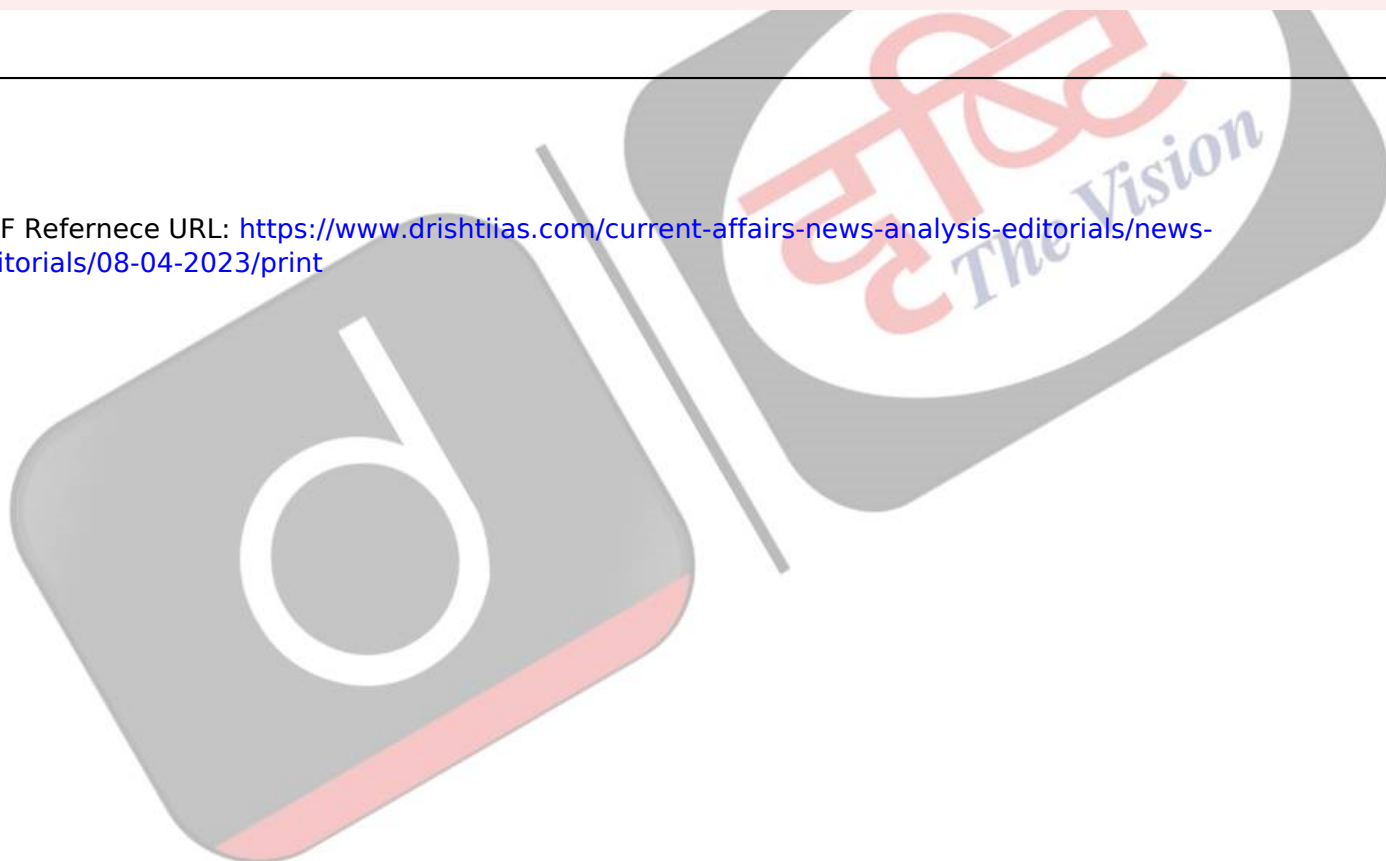 दृष्टि
The Vision
F Refernece URL: https://www.drishtiias.com/current-affairs-news-analysis-editorials/news-
itorials/08-04-2023/print
d